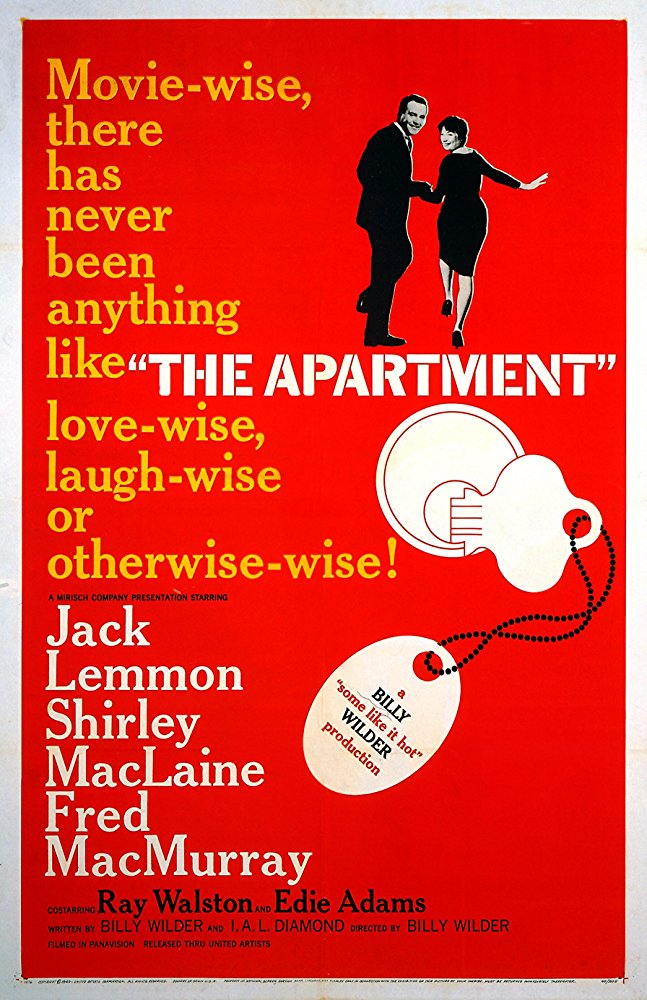 Movie-wise,
there
has
never
been
anything
like “THE APARTMENT”
love-wise,
laugh-wise
or
otherwise-wise!
A MIRISCH COMPANY PRESENTATION STARRING
Jack
Lemmon
Shirley
MacLaine
Fred
MacMurray
a
BILLY
"some like it hot"
WILDER
production
COSTARRING Ray Walston AND Edie Adams
WRITTEN BY BILLY WILDER AND I.A.L. DIAMOND DIRECTED BY BILLY WILDER
FILMED IN PANAVISION RELEASED THRU UNITED ARTISTS